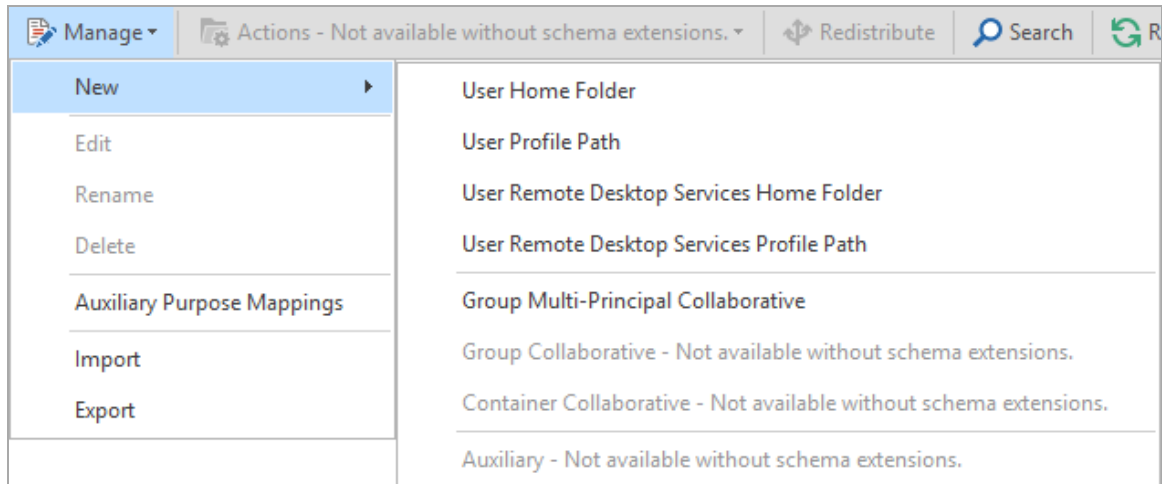 Manage Actions - Not available without schema extensions. Redistribute Search R
New
Edit
Rename
Delete
Auxiliary Purpose Mappings
Import
Export
User Home Folder
User Profile Path
User Remote Desktop Services Home Folder
User Remote Desktop Services Profile Path
Group Multi-Principal Collaborative
Group Collaborative - Not available without schema extensions.
Container Collaborative - Not available without schema extensions.
Auxiliary - Not available without schema extensions.